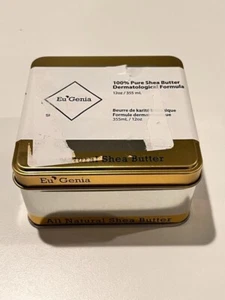 Eu Genia
100% Pure Shea Butter
Dermatological Formula
12oz / 355 mL
Beurre de karité
Formule
355mL / 12oz
Shea Butter
Eu Genia
All Natural Shea Butter